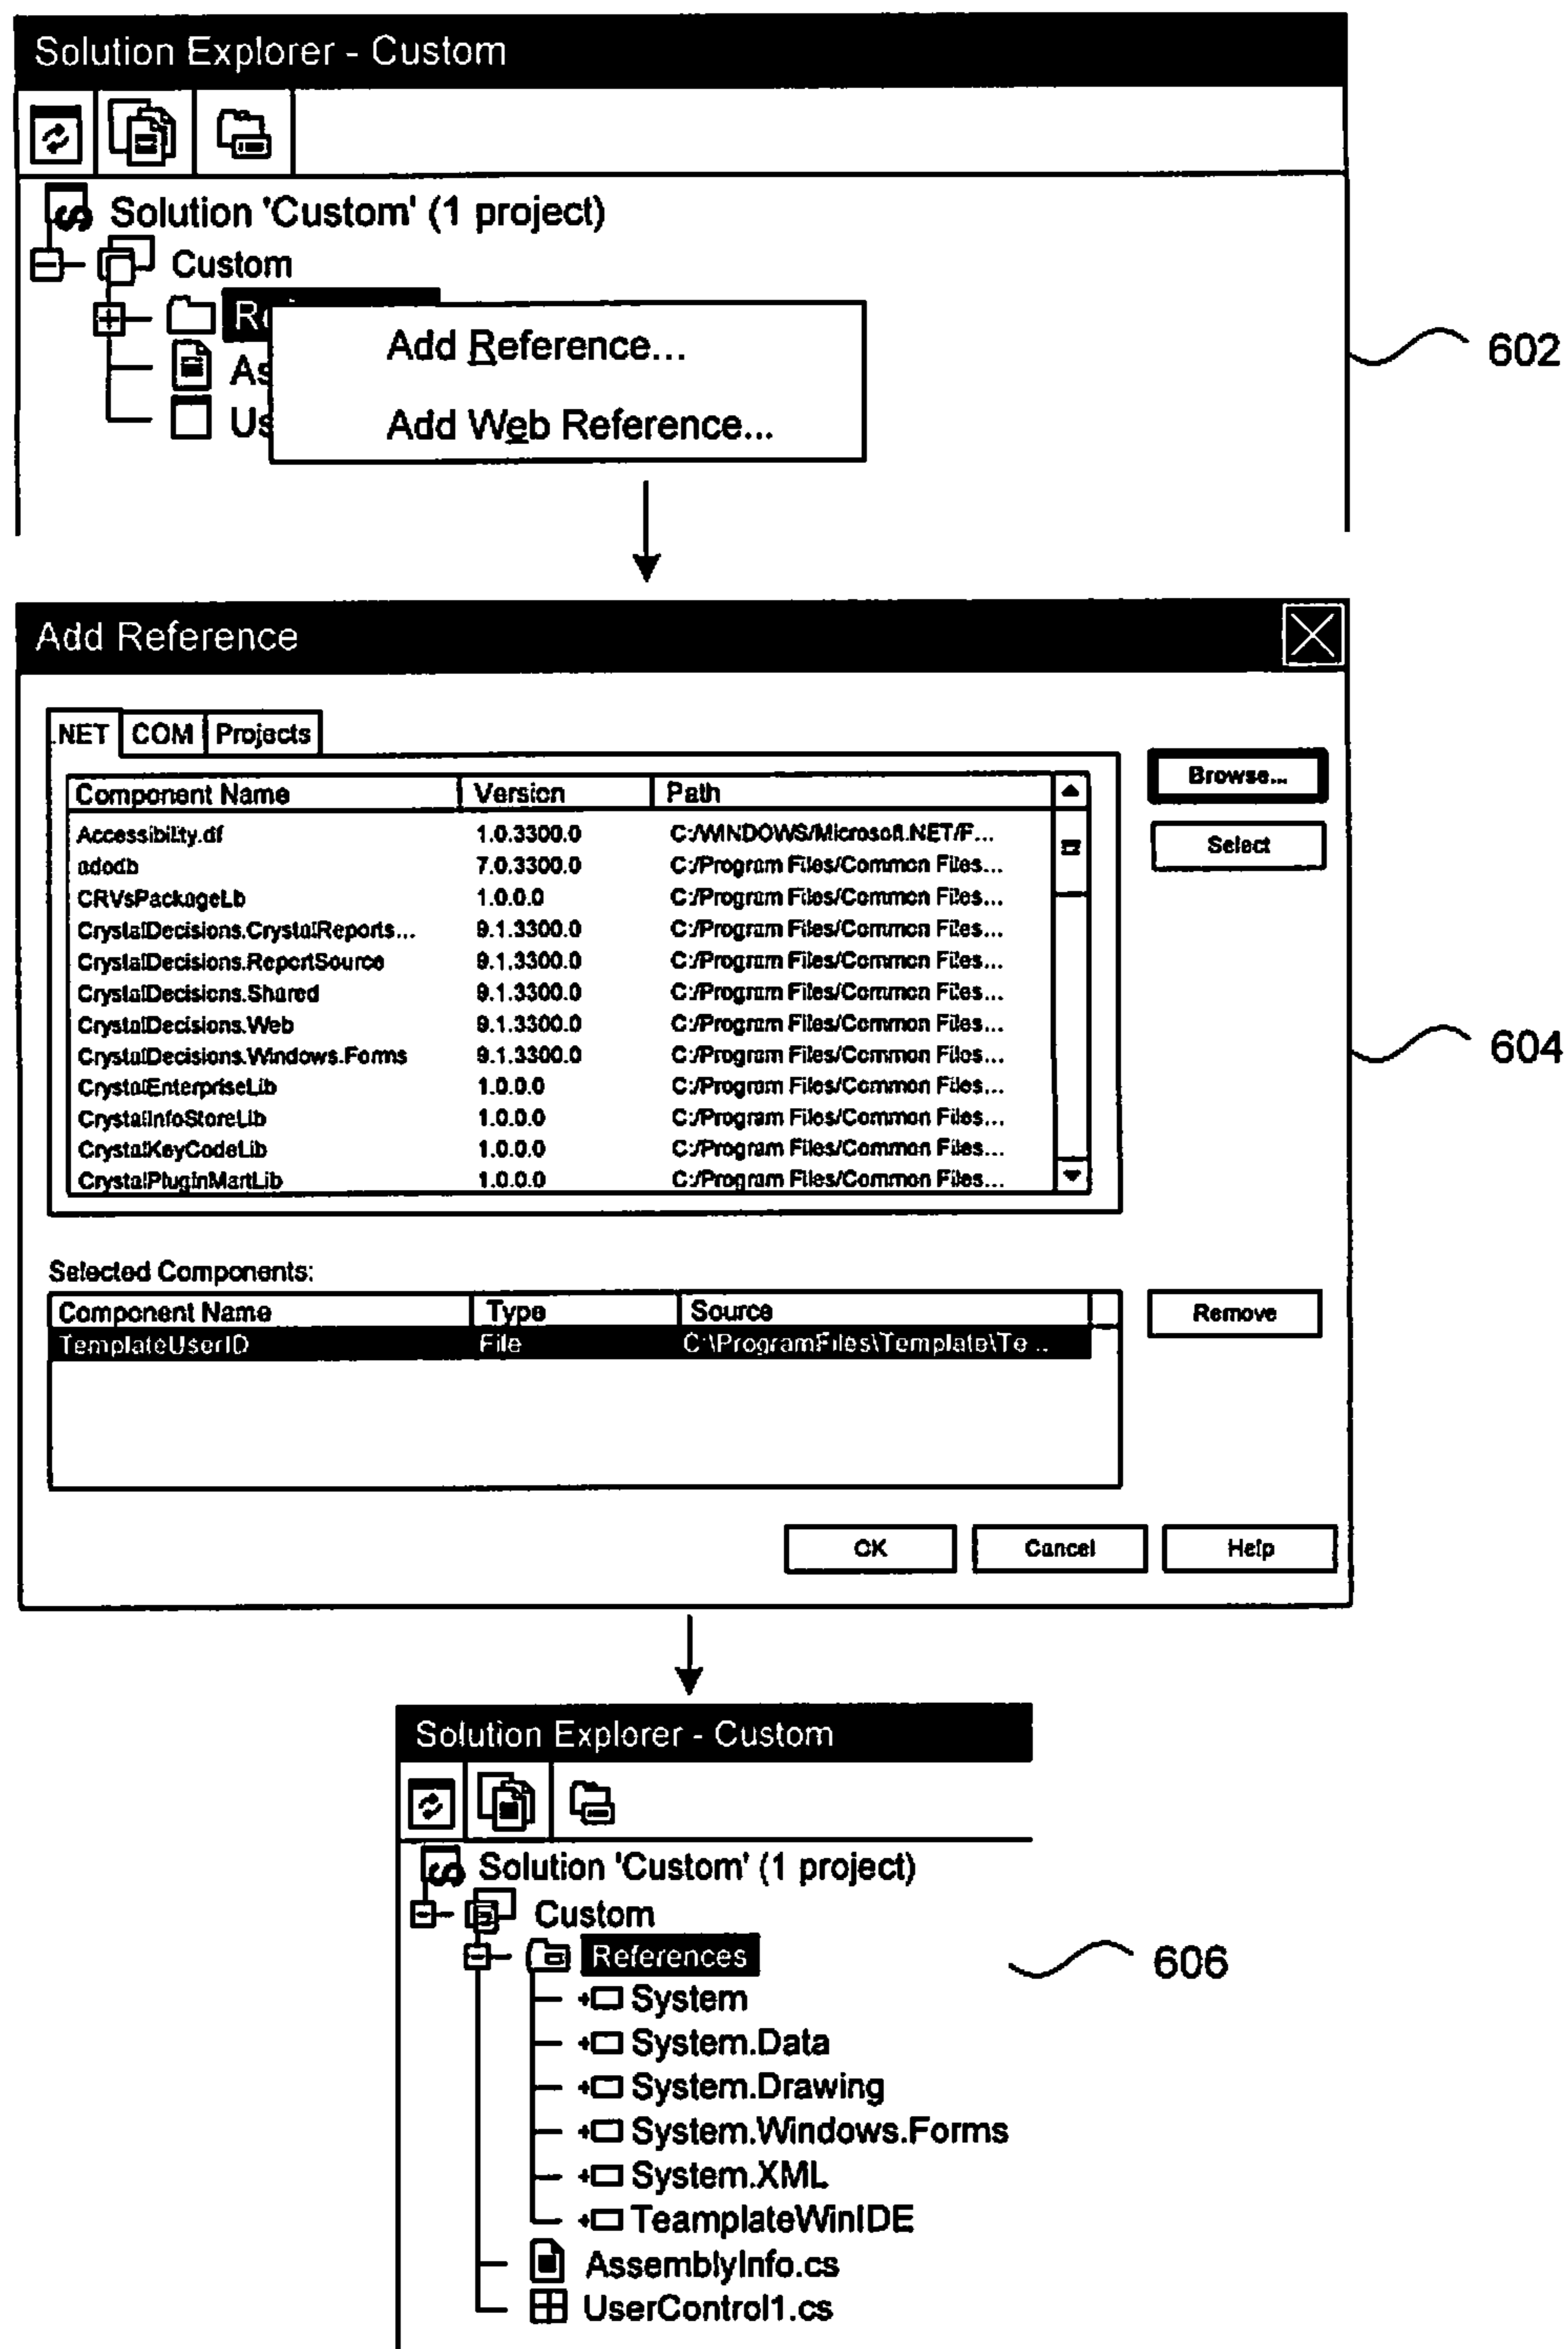 Solution Explorer - Custom
Solution 'Custom' (1 project)
Custom
Add Reference...
As
Add Web Reference...
Us
602
Add Reference
.NET COM Projects
Browse...
Component Name Version Path
Select
Accessibility.df 1.0.3300.0 C:/WINDOWS/Microsoft.NET/F...
adodb 7.0.3300.0 C:/Program Files/Common Files...
CRVsPackageLb 1.0.0.0 C:/Program Files/Common Files...
CrystalDecisions.CrystalReports... 9.1.3300.0 C:/Program Files/Common Files...
CrystalDecisions.ReportSource 9.1.3300.0 C:/Program Files/Common Files...
CrystalDecisions.Shared 9.1.3300.0 C:/Program Files/Common Files...
CrystalDecisions.Web 9.1.3300.0 C:/Program Files/Common Files...
CrystalDecisions.Windows.Forms 9.1.3300.0 C:/Program Files/Common Files...
CrystalEnterpriseLib 1.0.0.0 C:/Program Files/Common Files...
CrystalInfoStoreLib 1.0.0.0 C:/Program Files/Common Files...
CrystalKeyCodeLib 1.0.0.0 C:/Program Files/Common Files...
CrystalPluginMartLib 1.0.0.0 C:/Program Files/Common Files...
604
Selected Components:
Component Name Type Source
Remove
TemplateUserID File C:\ProgramFiles\Template\Te...
OK Cancel Help
Solution Explorer - Custom
Solution 'Custom' (1 project)
Custom
References
606
System
System.Data
System.Drawing
System.Windows.Forms
System.XML
TeamplateWinIDE
AssemblyInfo.cs
UserControl1.cs